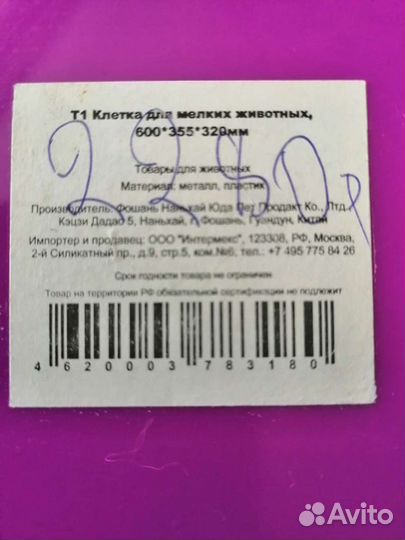 Т1 Клетка для мелких животных,
600*355*320мм
2250р
Товары для животных
Материал: металл, пластик
Производитель: Фошань Наньхай Юда Пет Продакт Ко., Лтд.,
Кэцзи Дадао 5, Наньхай, г. Фошань, Гуандун, Китай
Импортер и продавец: ООО "Интермекс", 123308, РФ, Москва,
2-й Силикатный пр., д.9, стр.5, ком.№6, тел.: +7 495 775 84 26
Срок годности товара не ограничен
Товар на территории РФ обязательной сертификации не подлежит
4 620003 783180
Avito